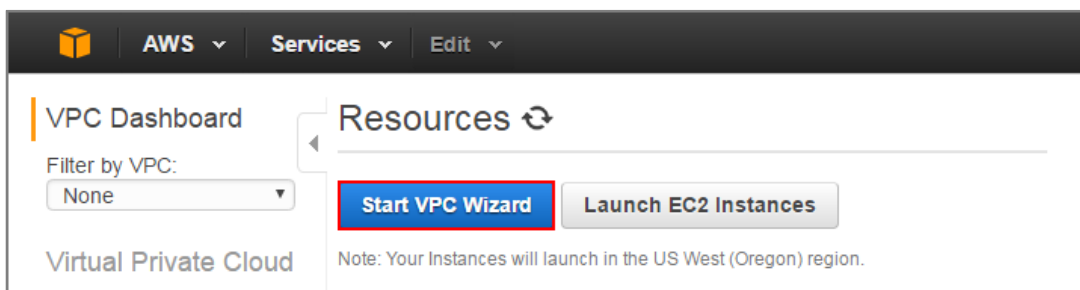 AWS Services Edit
VPC Dashboard
Filter by VPC:
None
Virtual Private Cloud
Resources
Start VPC Wizard Launch EC2 Instances
Note: Your Instances will launch in the US West (Oregon) region.